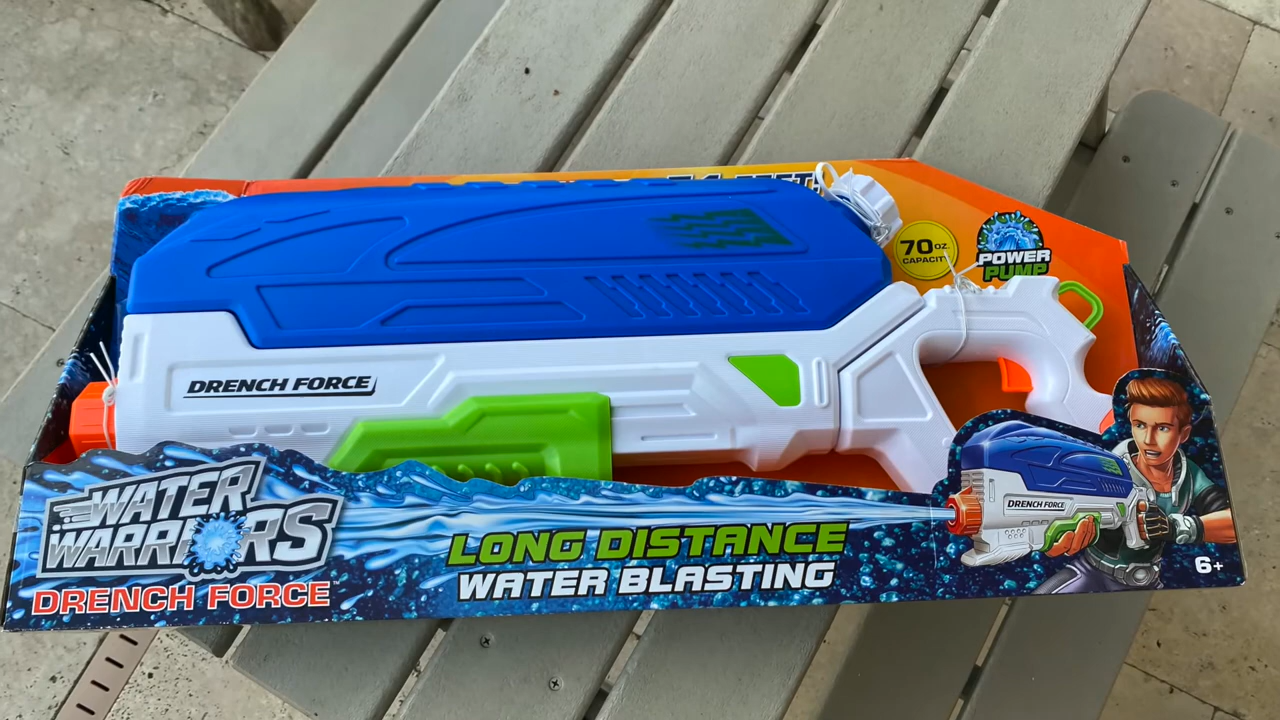 70 OZ.
CAPACITY
POWER
PUMP
DRENCH FORCE
DRENCH FORCE
WATER
WARRIORS
DRENCH FORCE
LONG DISTANCE
WATER BLASTING
6+